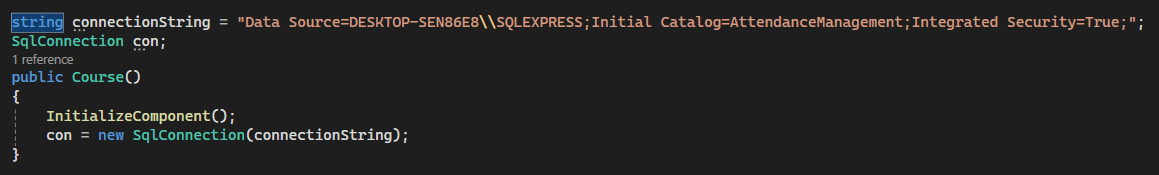 string connectionString = "Data Source=DESKTOP-SEN86E8\\SQLEXPRESS;Initial Catalog=AttendanceManagement;Integrated Security=True;";
SqlConnection con;
1 reference
public Course()
{
    InitializeComponent();
    con = new SqlConnection(connectionString);
}